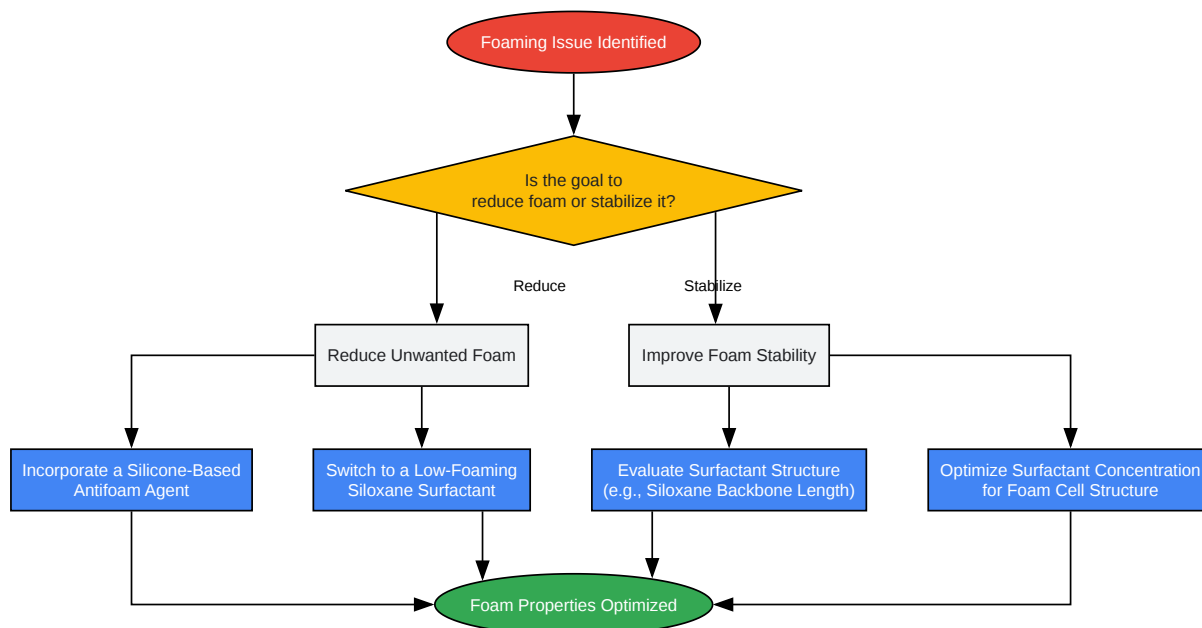 Foaming Issue Identified
Is the goal to
reduce foam or stabilize it?
Reduce
Stabilize
Reduce Unwanted Foam
Improve Foam Stability
Incorporate a Silicone-Based
Antifoam Agent
Switch to a Low-Foaming
Siloxane Surfactant
Evaluate Surfactant Structure
(e.g., Siloxane Backbone Length)
Optimize Surfactant Concentration
for Foam Cell Structure
Foam Properties Optimized